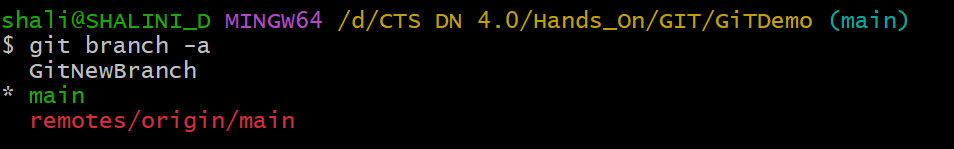 shali@SHALINI_D MINGW64 /d/CTS DN 4.0/Hands_On/GIT/GiTDemo (main)
$ git branch -a
  GitNewBranch
* main
  remotes/origin/main